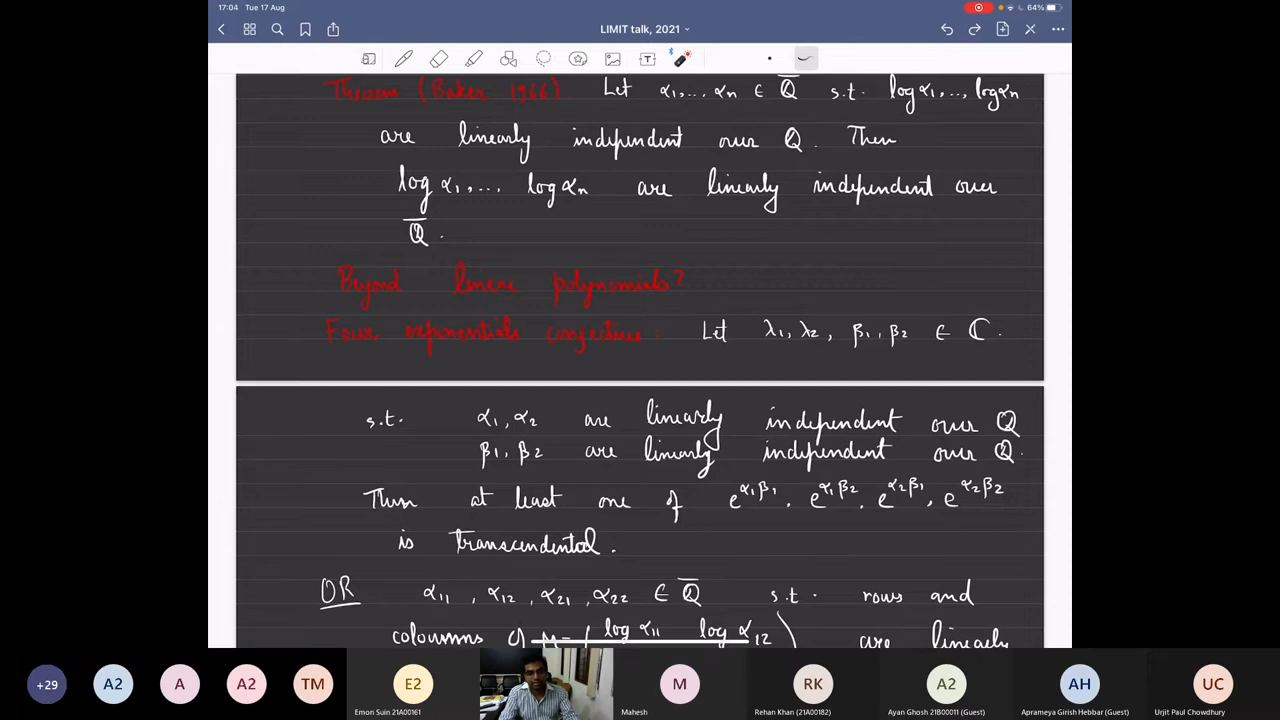 17:04 Tue 17 Aug
64%
LIMIT talk, 2021
Theorem (Baker 1966). Let α1,... αn ∈ Q̅ s.t. log α1,.., log αn
are linearly independent over Q. Then
log α1,... log αn are linearly independent over
Q̅.
Beyond linear polynomials?
Four exponentials conjecture: Let λ1, λ2, β1, β2 ∈ ℂ.
s.t. α1, α2 are linearly independent over Q
β1, β2 are linearly independent over Q.
Then at least one of e^α1β1, e^α1β2, e^α2β1, e^α2β2
is transcendental.
OR α11, α12, α21, α22 ∈ Q̅ s.t. rows and
coloumns of M = ( log α11 log α12 ) are linearly
+29 A2 A A2 TM E2 M RK A2 AH UC
Emon Suin 21A00161 Mahesh Rehan Khan (21A00182) Ayan Ghosh 21B00011 (Guest) Aprameya Girish Hebbar (Guest) Urjit Paul Chowdhury